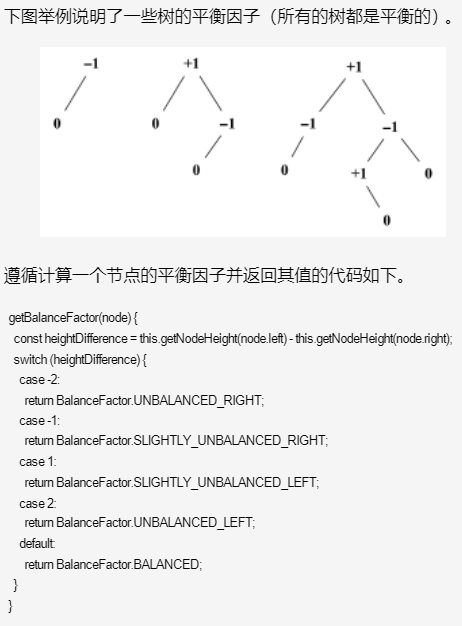 下图举例说明了一些树的平衡因子（所有的树都是平衡的）。
-1 +1 +1
0 0 -1 -1 -1
0 0 +1 0
0
遵循计算一个节点的平衡因子并返回其值的代码如下。
getBalanceFactor(node) {
const heightDifference = this.getNodeHeight(node.left) - this.getNodeHeight(node.right);
switch (heightDifference) {
case -2:
return BalanceFactor.UNBALANCED_RIGHT;
case -1:
return BalanceFactor.SLIGHTLY_UNBALANCED_RIGHT;
case 1:
return BalanceFactor.SLIGHTLY_UNBALANCED_LEFT;
case 2:
return BalanceFactor.UNBALANCED_LEFT;
default:
return BalanceFactor.BALANCED;
}
}